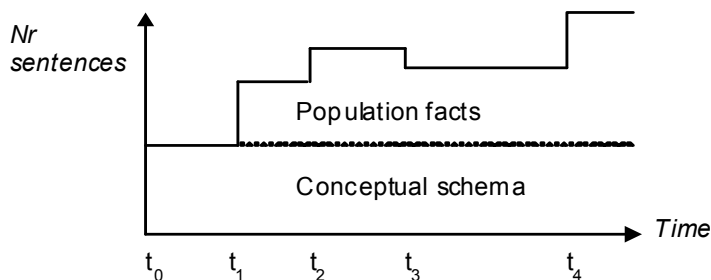 Nr
sentences
Population facts
Conceptual schema
Time
t0 t1 t2 t3 t4